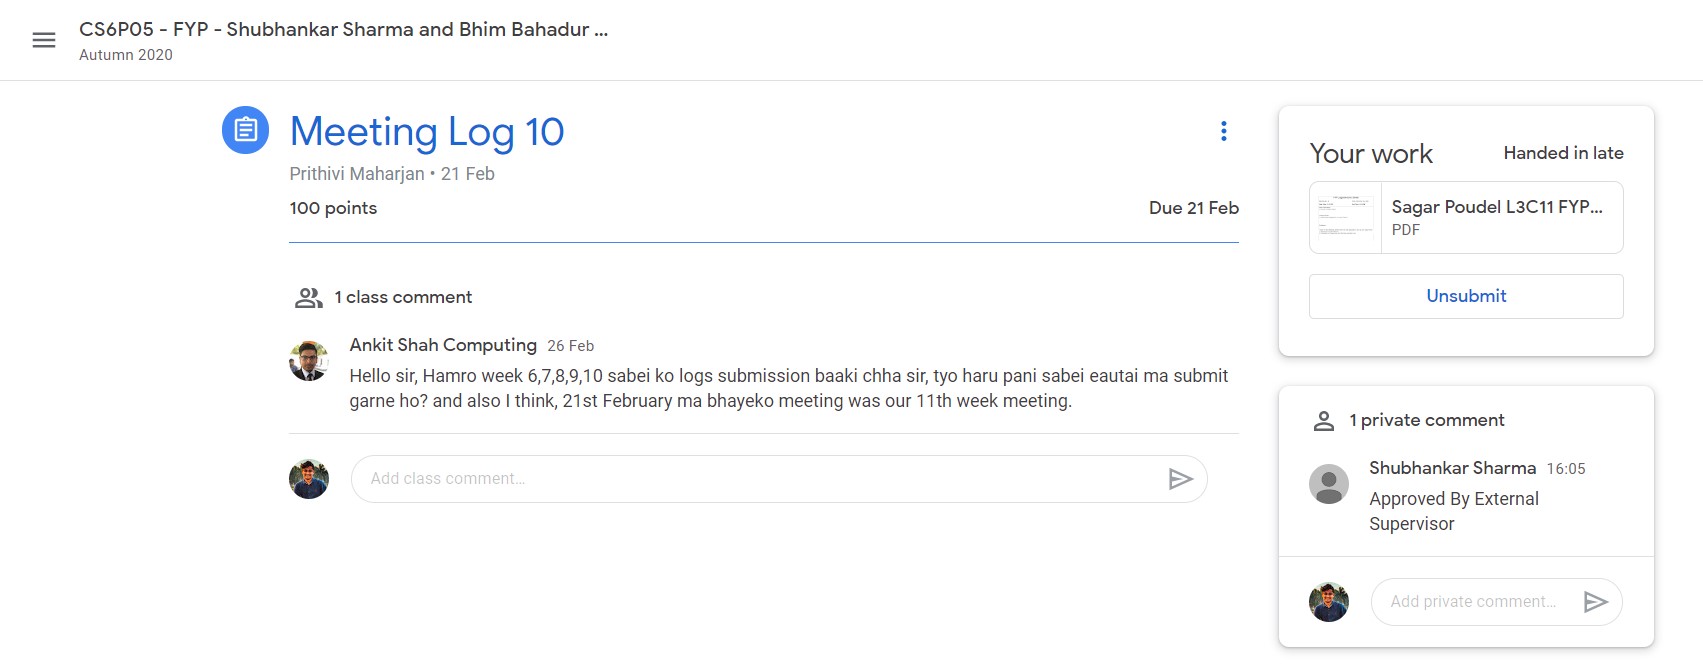 CS6P05 - FYP - Shubhankar Sharma and Bhim Bahadur ...
Autumn 2020
Meeting Log 10
Prithivi Maharjan • 21 Feb
100 points
Due 21 Feb
1 class comment
Ankit Shah Computing 26 Feb
Hello sir, Hamro week 6,7,8,9,10 sabei ko logs submission baaki chha sir, tyo haru pani sabei eautai ma submit
garne ho? and also I think, 21st February ma bhayeko meeting was our 11th week meeting.
Add class comment...
Your work
Handed in late
Sagar Poudel L3C11 FYP...
PDF
Unsubmit
1 private comment
Shubhankar Sharma 16:05
Approved By External
Supervisor
Add private comment...